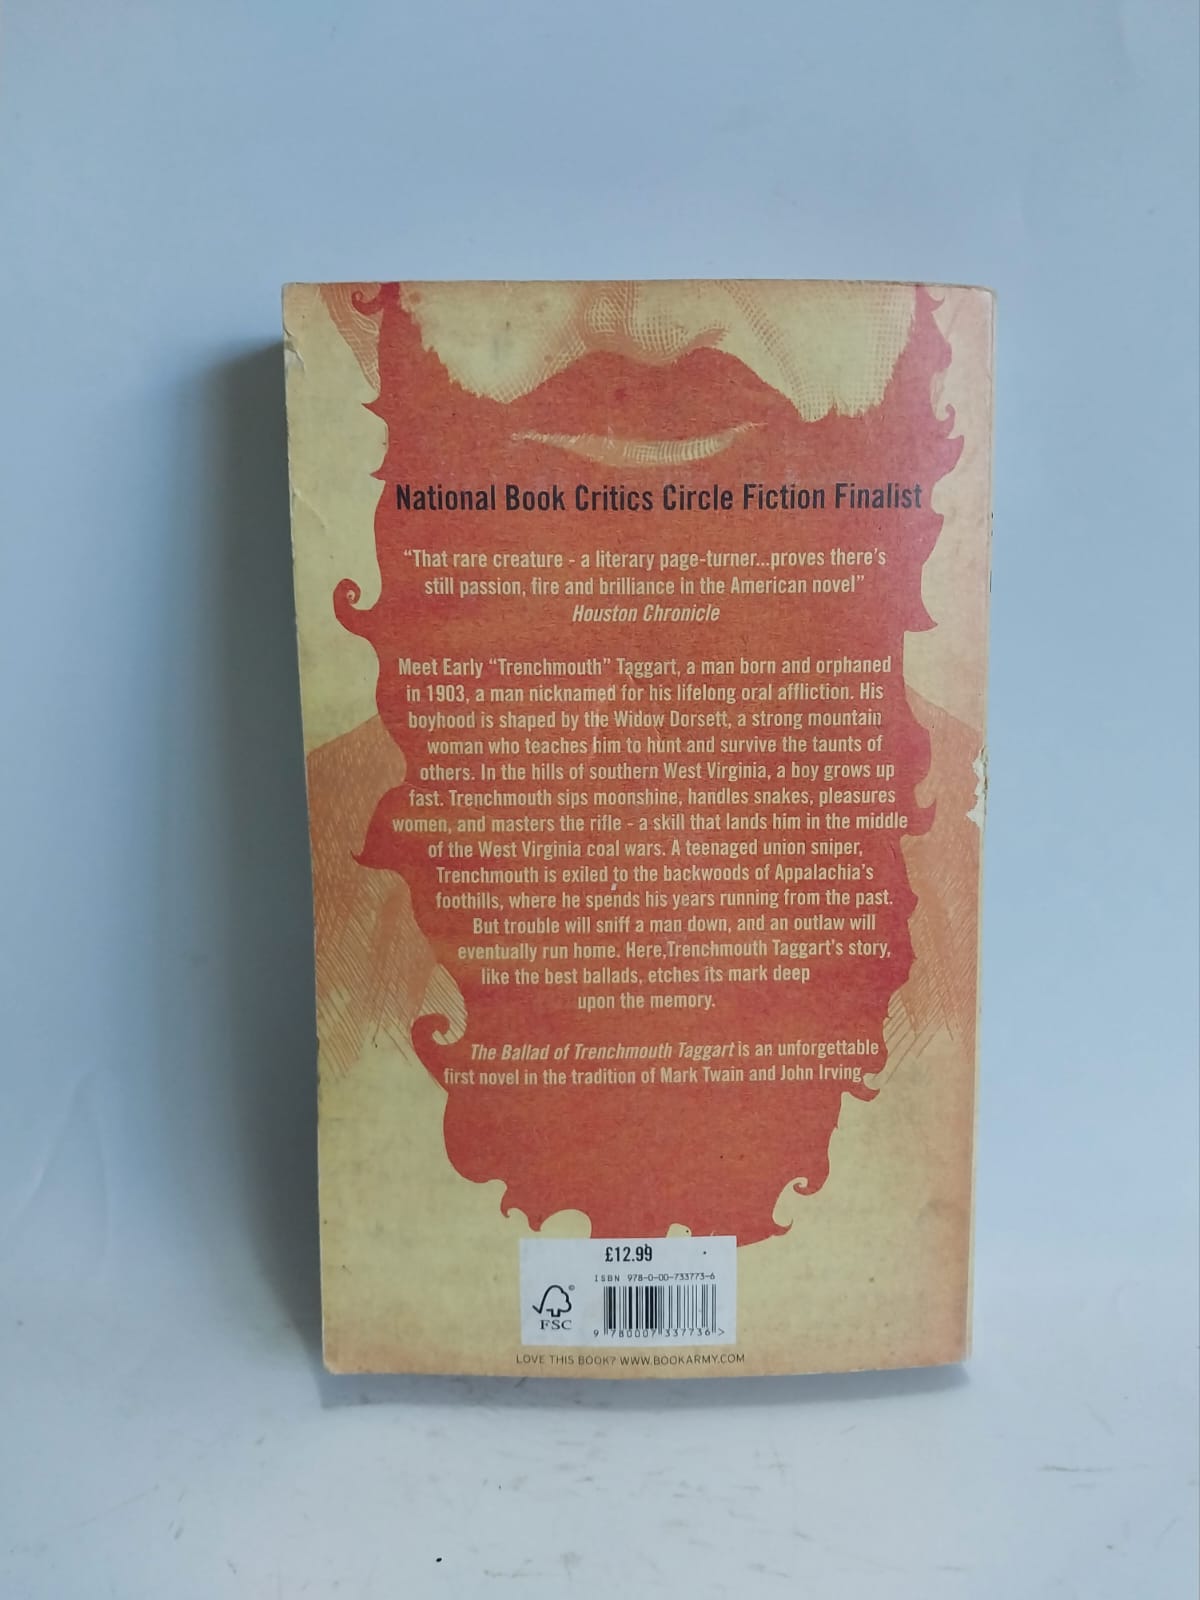 National Book Critics Circle Fiction Finalist
“That rare creature - a literary page-turner...proves there’s
still passion, fire and brilliance in the American novel”
Houston Chronicle
Meet Early “Trenchmouth” Taggart, a man born and orphaned
in 1903, a man nicknamed for his lifelong oral affliction. His
boyhood is shaped by the Widow Dorsett, a strong mountain
woman who teaches him to hunt and survive the taunts of
others. In the hills of southern West Virginia, a boy grows up
fast. Trenchmouth sips moonshine, handles snakes, pleasures
women, and masters the rifle - a skill that lands him in the middle
of the West Virginia coal wars. A teenaged union sniper,
Trenchmouth is exiled to the backwoods of Appalachia’s
foothills, where he spends his years running from the past.
But trouble will sniff a man down, and an outlaw will
eventually run home. Here,Trenchmouth Taggart’s story,
like the best ballads, etches its mark deep
upon the memory.
The Ballad of Trenchmouth Taggart is an unforgettable
first novel in the tradition of Mark Twain and John Irving.
£12.99
ISBN 978-0-00-733773-6
FSC
9 780007 337736 >
LOVE THIS BOOK? WWW.BOOKARMY.COM